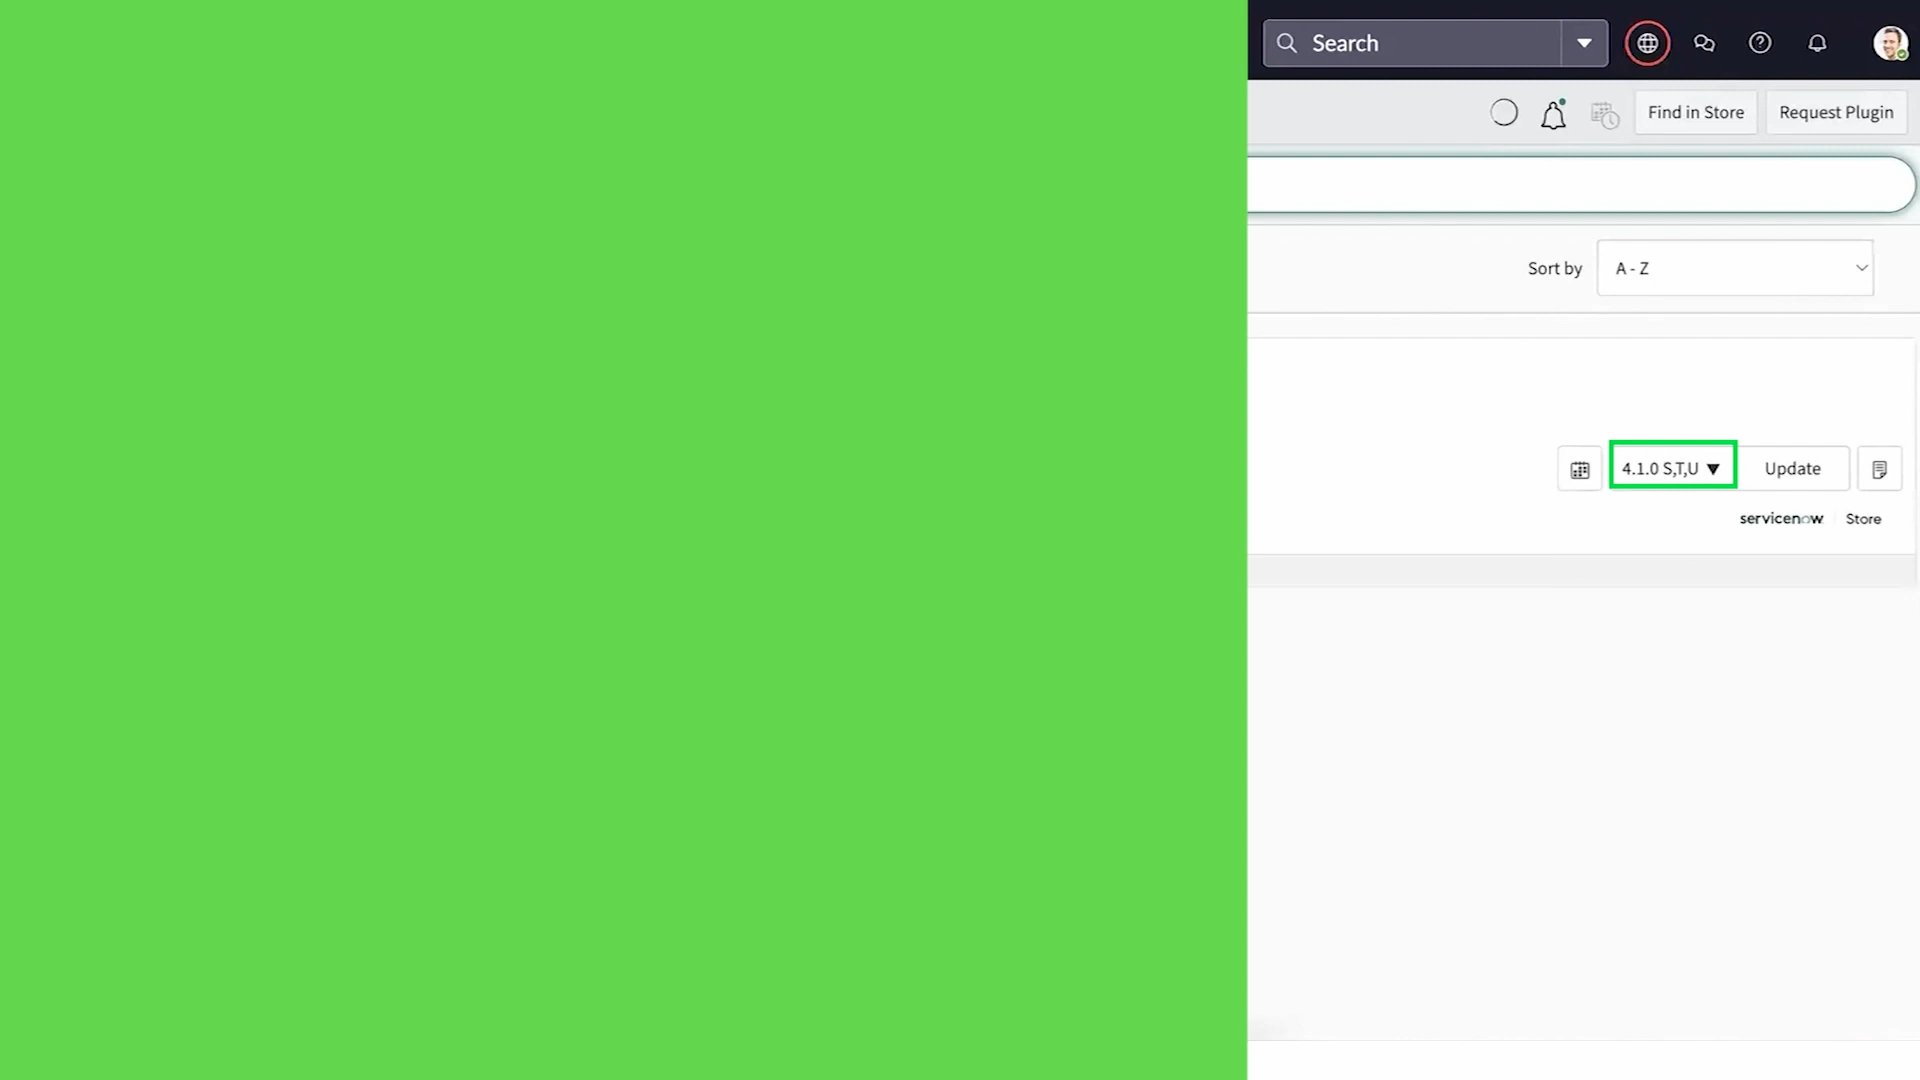 Search
Find in Store
Request Plugin
Sort by
A - Z
4.1.0 S,T,U ▼
Update
servicenow
Store